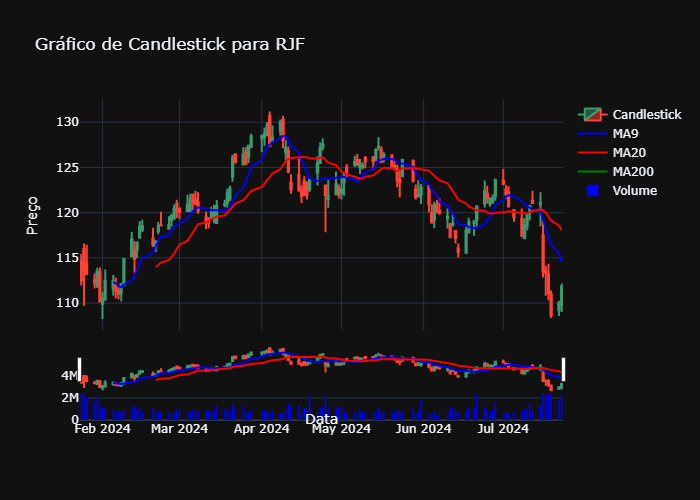 Gráfico de Candlestick para RJF
Candlestick
MA9
MA20
MA200
Volume
Preço
130
125
120
115
110
4M
2M
0
Feb 2024
Mar 2024
Apr 2024
May 2024
Jun 2024
Jul 2024
Data